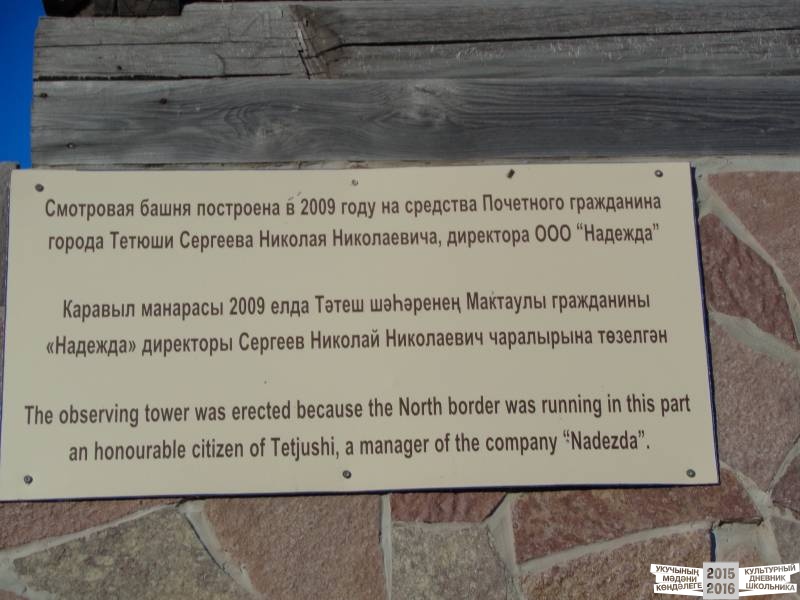 Смотровая башня построена в 2009 году на средства Почетного гражданина
города Тетюши Сергеева Николая Николаевича, директора ООО “Надежда”
Каравыл манарасы 2009 елда Тәтеш шәһәренең Мактаулы гражданины
«Надежда» директоры Сергеев Николай Николаевич чаралырына төзелгән
The observing tower was erected because the North border was running in this part
an honourable citizen of Tetjushi, a manager of the company “Nadezda”.
УКУЧЫНЫҢ
МӘДӘНИ
КӨНДӘЛЕГЕ
2015
2016
КУЛЬТУРНЫЙ
ДНЕВНИК
ШКОЛЬНИКА